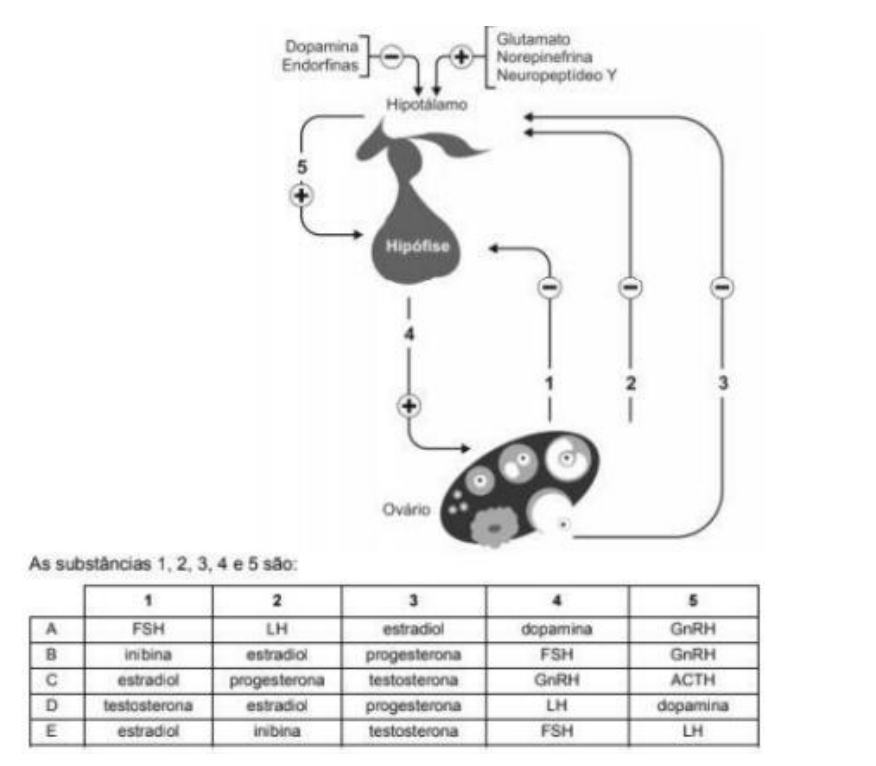 Dopamina
Endorfinas
Glutamato
Norepinefrina
Neuropeptídeo Y
Hipotálamo
5
Hipófise
4
1 2 3
Ovário
As substâncias 1, 2, 3, 4 e 5 são:
1 2 3 4 5
A FSH LH estradiol dopamina GnRH
B inibina estradiol progesterona FSH GnRH
C estradiol progesterona testosterona GnRH ACTH
D testosterona estradiol progesterona LH dopamina
E estradiol inibina testosterona FSH LH